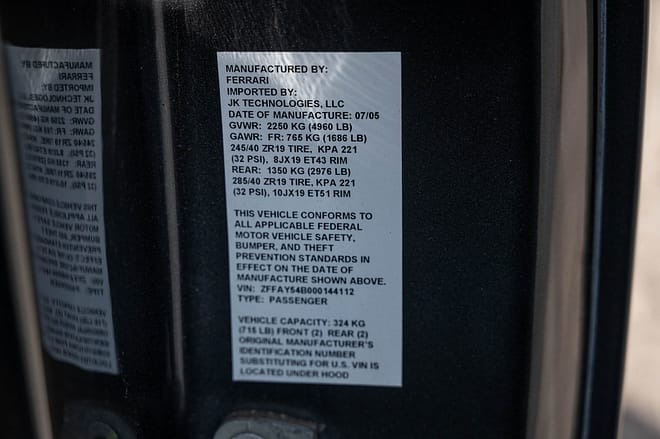 MANUFACTURED BY:
FERRARI
IMPORTED BY:
JK TECHNOLOGIES, LLC
DATE OF MANUFACTURE: 07/05
GVWR: 2250 KG (4960 LB)
GAWR: FR: 765 KG (1686 LB)
245/40 ZR19 TIRE, KPA 221
(32 PSI), 8JX19 ET43 RIM
REAR: 1350 KG (2976 LB)
285/40 ZR19 TIRE, KPA 221
(32 PSI), 10JX19 ET51 RIM
THIS VEHICLE CONFORMS TO
ALL APPLICABLE FEDERAL
MOTOR VEHICLE SAFETY,
BUMPER, AND THEFT
PREVENTION STANDARDS IN
EFFECT ON THE DATE OF
MANUFACTURE SHOWN ABOVE.
VIN: ZFFAY54B000144112
TYPE: PASSENGER
VEHICLE CAPACITY: 324 KG
(715 LB) FRONT (2) REAR (2)
ORIGINAL MANUFACTURER'S
IDENTIFICATION NUMBER
SUBSTITUTING FOR U.S. VIN IS
LOCATED UNDER HOOD